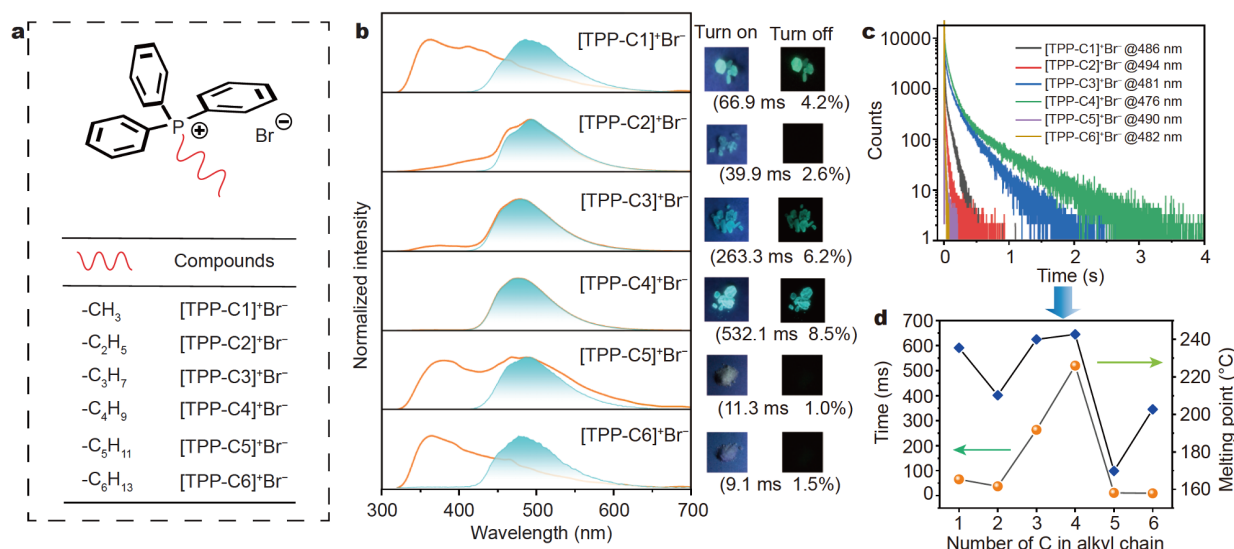 a
P
⊕
Br⊖
Compounds
-CH₃ [TPP-C1]⁺Br⁻
-C₂H₅ [TPP-C2]⁺Br⁻
-C₃H₇ [TPP-C3]⁺Br⁻
-C₄H₉ [TPP-C4]⁺Br⁻
-C₅H₁₁ [TPP-C5]⁺Br⁻
-C₆H₁₃ [TPP-C6]⁺Br⁻
b
Normalized intensity
Turn on Turn off
[TPP-C1]⁺Br⁻
(66.9 ms 4.2%)
[TPP-C2]⁺Br⁻
(39.9 ms 2.6%)
[TPP-C3]⁺Br⁻
(263.3 ms 6.2%)
[TPP-C4]⁺Br⁻
(532.1 ms 8.5%)
[TPP-C5]⁺Br⁻
(11.3 ms 1.0%)
[TPP-C6]⁺Br⁻
(9.1 ms 1.5%)
300 400 500 600 700
Wavelength (nm)
c
Counts
10000
1000
100
10
1
[TPP-C1]⁺Br⁻ @486 nm
[TPP-C2]⁺Br⁻ @494 nm
[TPP-C3]⁺Br⁻ @481 nm
[TPP-C4]⁺Br⁻ @476 nm
[TPP-C5]⁺Br⁻ @490 nm
[TPP-C6]⁺Br⁻ @482 nm
0 1 2 3 4
Time (s)
d
Time (ms)
700
600
500
400
300
200
100
0
240
220
200
180
160
Melting point (°C)
1 2 3 4 5 6
Number of C in alkyl chain